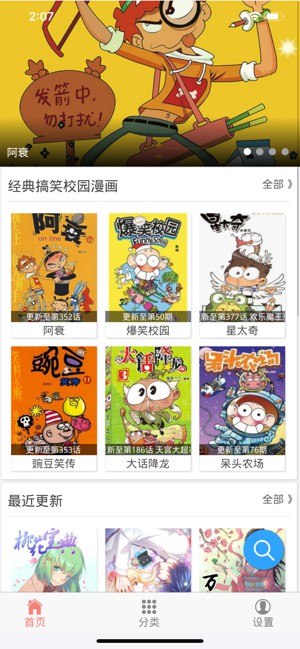 2:07
发箭中,
勿打扰!
阿衰
经典搞笑校园漫画
全部 》
阿衰
on line
更新至第352话
阿衰
爆笑校园
更新至第50期
爆笑校园
星太奇
新至第377话 欢乐魔王
星太奇
豌豆
更新至第353话
豌豆笑传
大话降龙
3
新至第186话 天宫大超
大话降龙
呆头农场
更新至第76期
呆头农场
最近更新
全部 》
万
首页
分类
设置